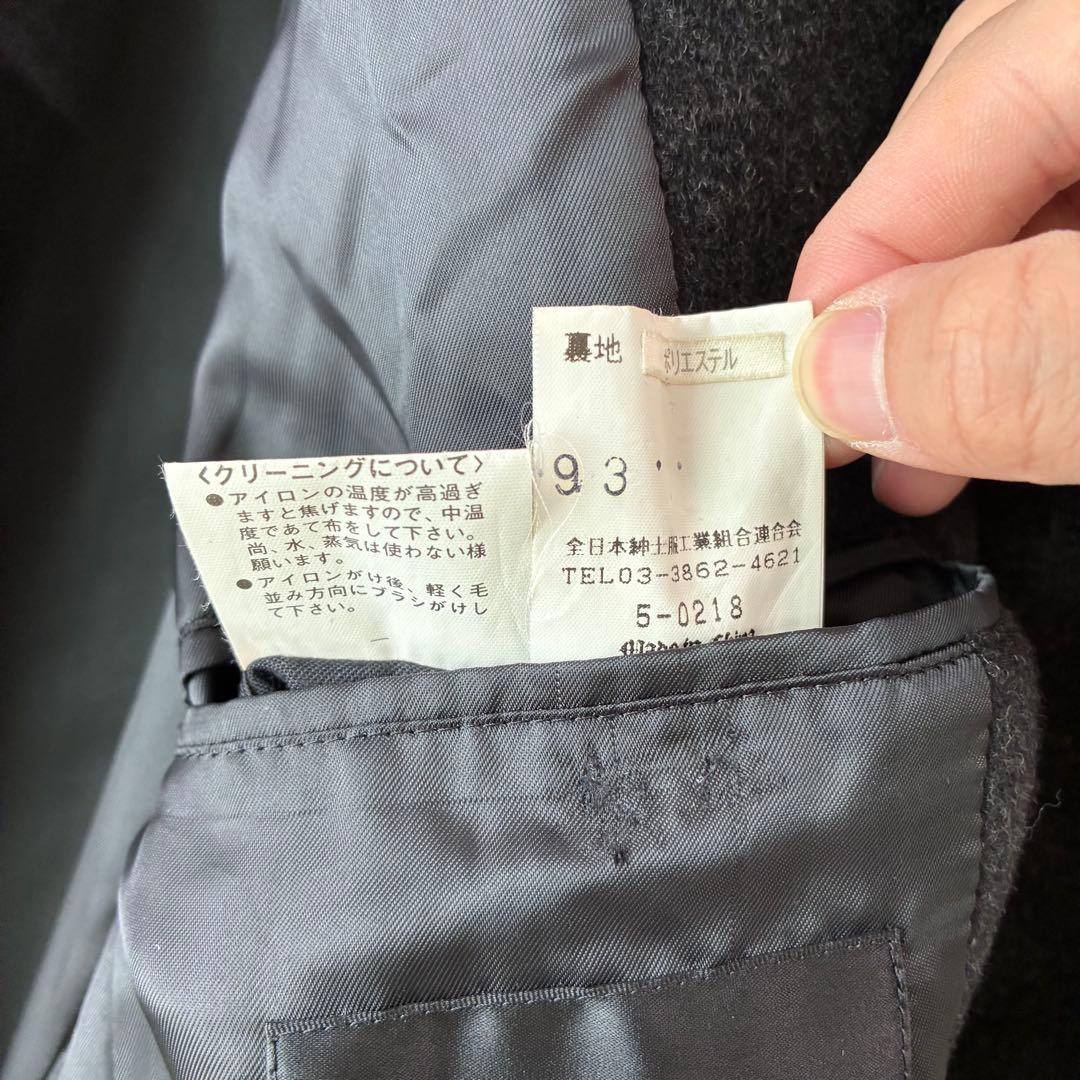 裏地 ポリエステル
'93 ''
全日本紳士服工業組合連合会
TEL03-3862-4621
5-0218
〈クリーニングについて〉
●アイロンの温度が高過ぎ
ますと焦げますので、中温
度であて布をして下さい。
尚、水、蒸気は使わない様
願います。
●アイロンがけ後、軽く毛
並み方向にブラシがけし
て下さい。